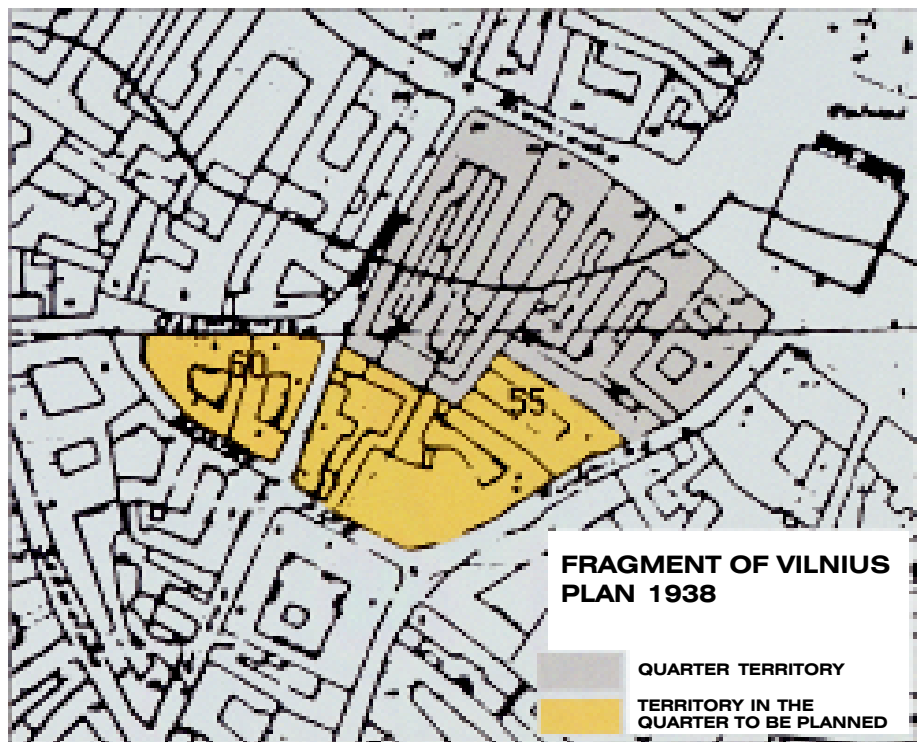 60
55
FRAGMENT OF VILNIUS
PLAN 1938
QUARTER TERRITORY
TERRITORY IN THE
QUARTER TO BE PLANNED